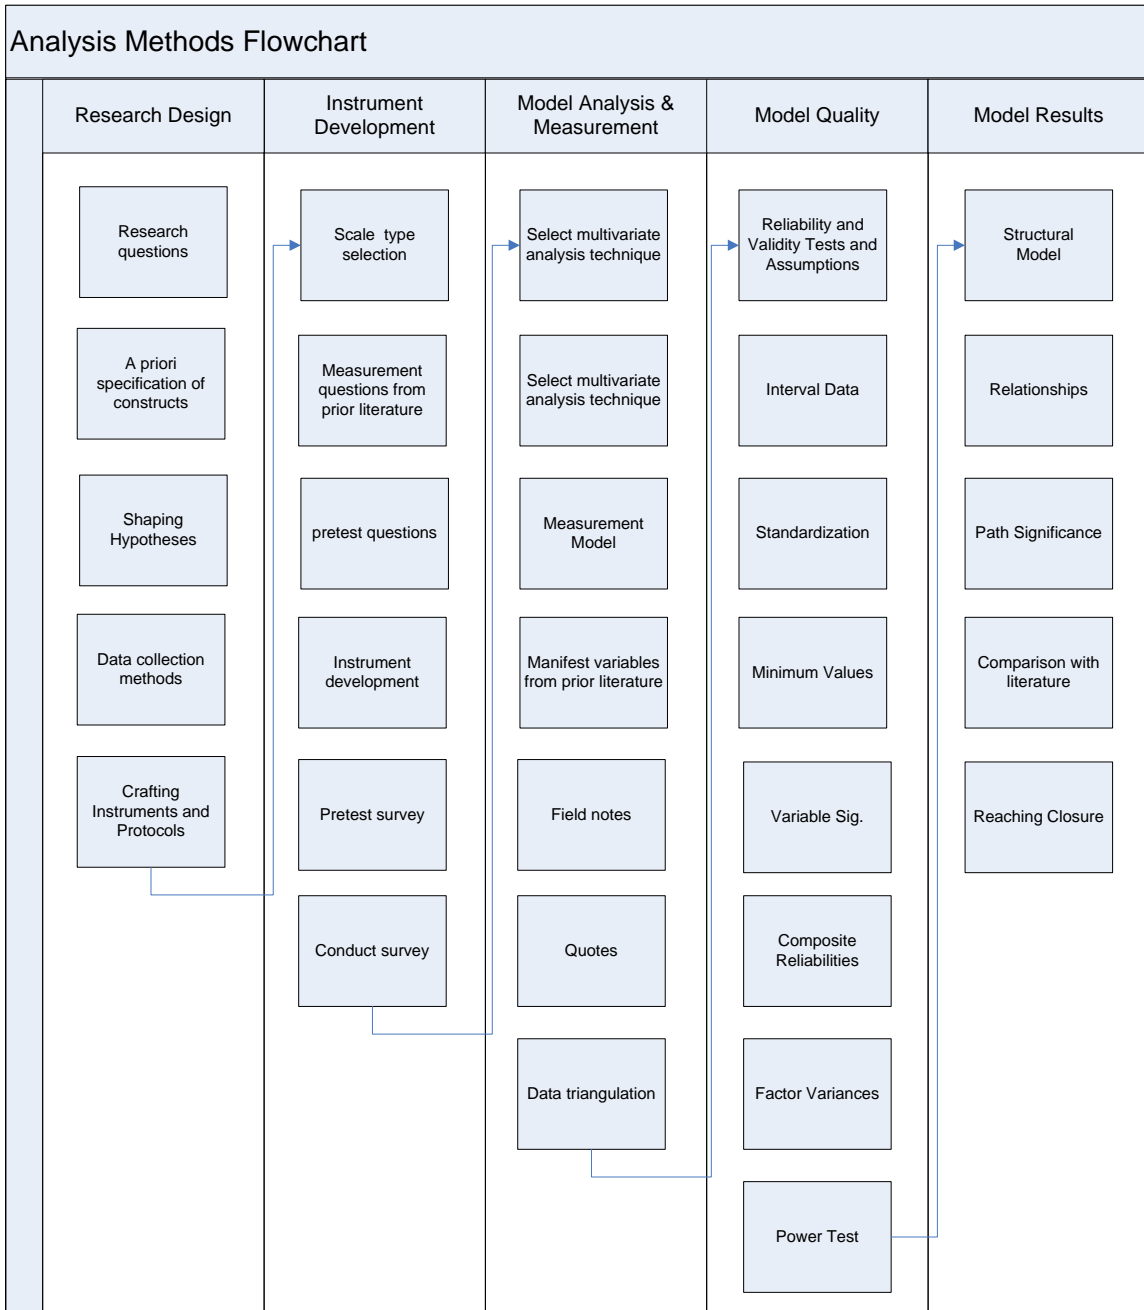 Analysis Methods Flowchart
Research Design
Instrument
Development
Model Analysis &
Measurement
Model Quality
Model Results
Research
questions
A priori
specification of
constructs
Shaping
Hypotheses
Data collection
methods
Crafting
Instruments and
Protocols
Scale type
selection
Measurement
questions from
prior literature
pretest questions
Instrument
development
Pretest survey
Conduct survey
Select multivariate
analysis technique
Select multivariate
analysis technique
Measurement
Model
Manifest variables
from prior literature
Field notes
Quotes
Data triangulation
Reliability and
Validity Tests and
Assumptions
Interval Data
Standardization
Minimum Values
Variable Sig.
Composite
Reliabilities
Factor Variances
Power Test
Structural
Model
Relationships
Path Significance
Comparison with
literature
Reaching Closure